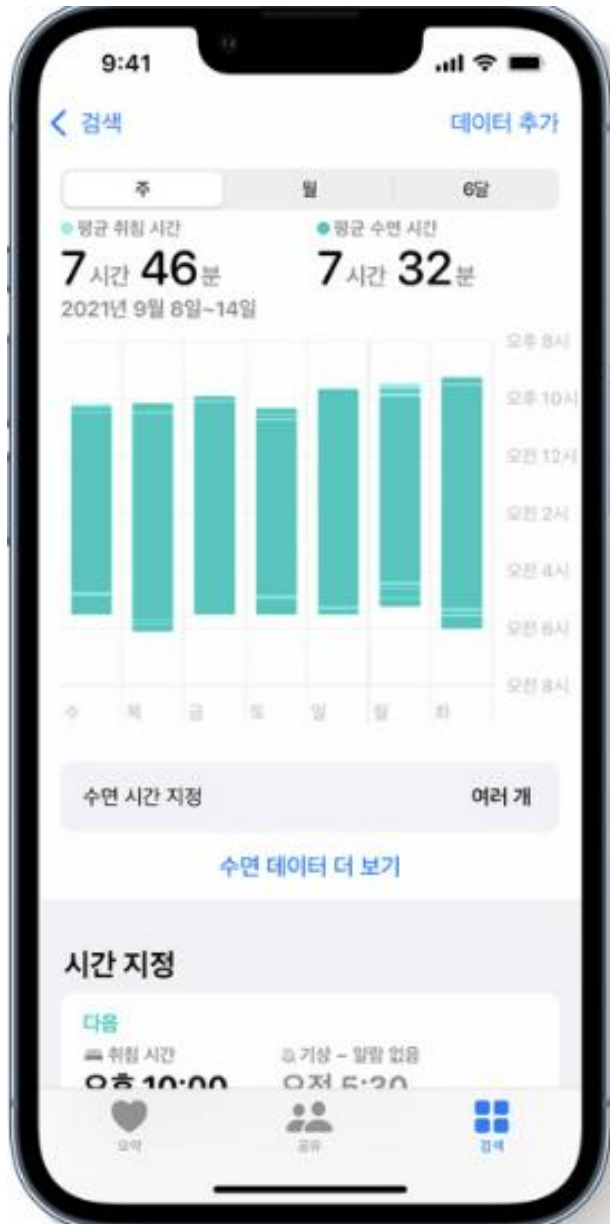 9:41
검색
데이터 추가
주 월 6달
평균 취침 시간 평균 수면 시간
7시간 46분 7시간 32분
2021년 9월 8일~14일
오후 8시
오후 10시
오전 12시
오전 2시
오전 4시
오전 6시
오전 8시
수 목 금 토 일 월 화
수면 시간 지정 여러 개
수면 데이터 더 보기
시간 지정
다음
취침 시간 기상 – 알람 없음
오후 10:00 오전 5:30
요약 공유 검색